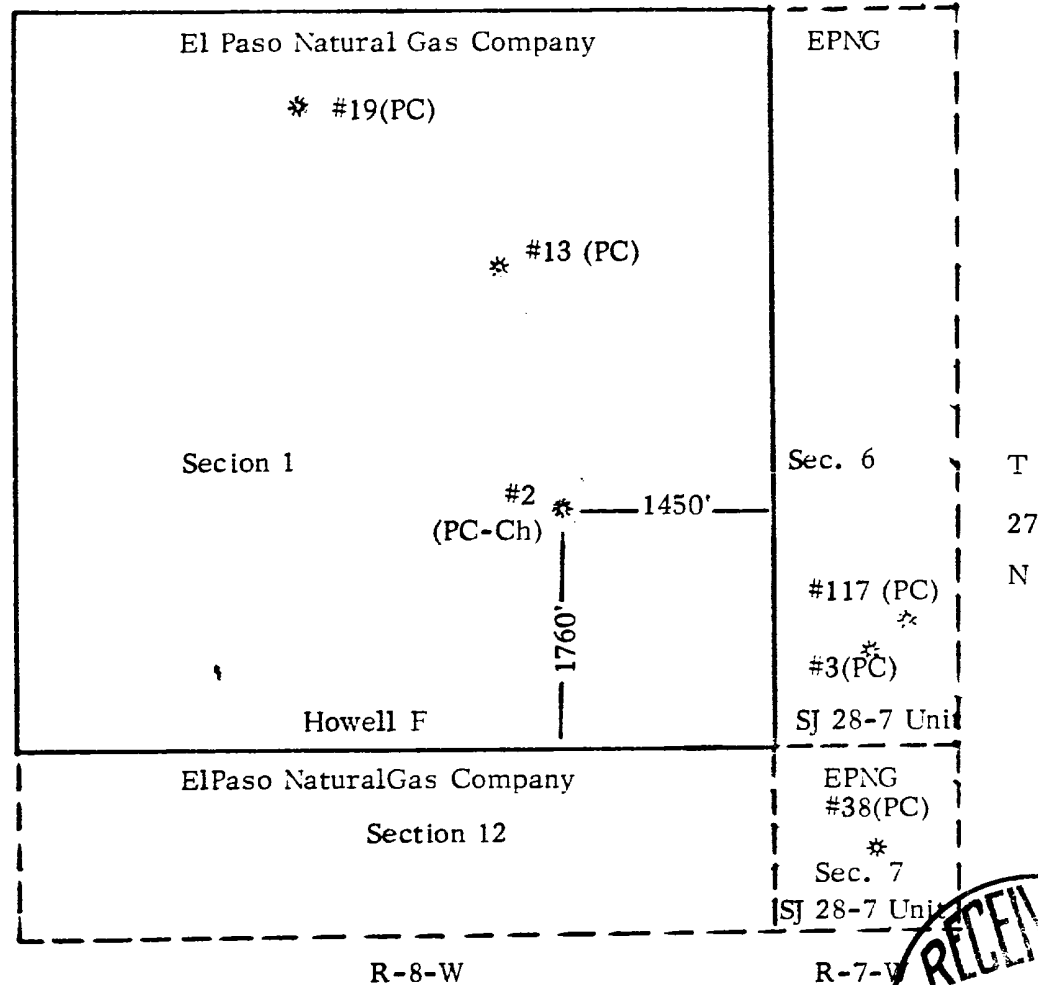 El Paso Natural Gas Company
EPNG
#19(PC)
#13 (PC)
Secion 1
Sec. 6
T
27
N
#2
(PC-Ch)
1450'
1760'
#117 (PC)
#3(PC)
Howell F
SJ 28-7 Unit
ElPaso NaturalGas Company
EPNG
#38(PC)
Section 12
Sec. 7
SJ 28-7 Unit
R-8-W
R-7-W